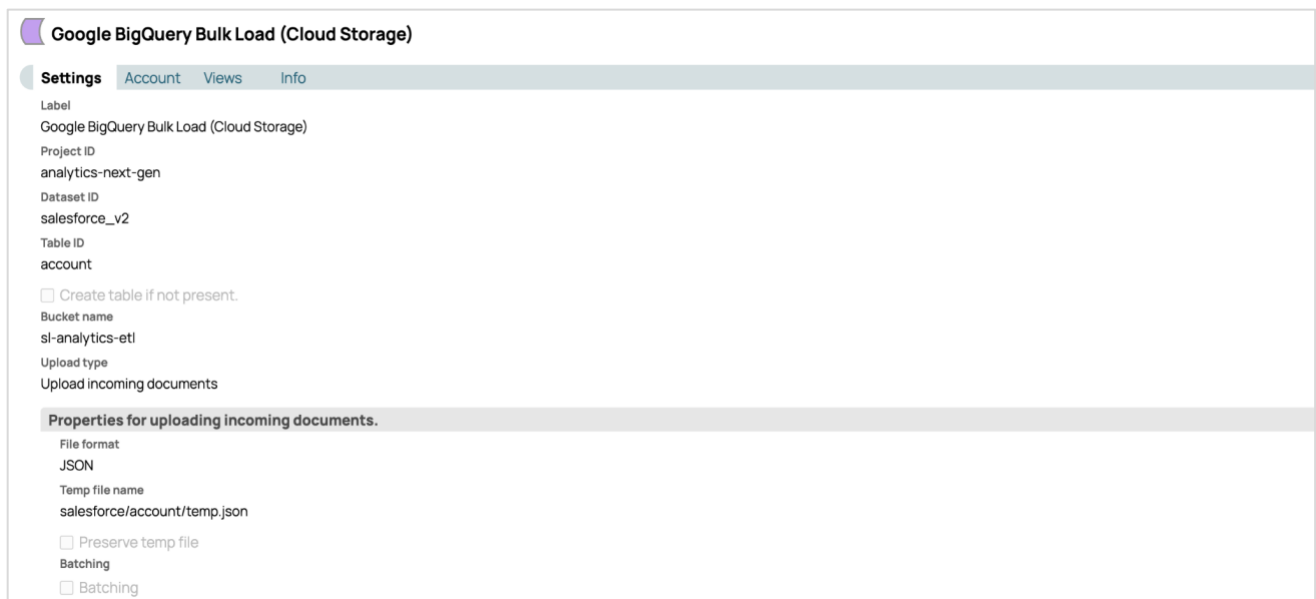 Google BigQuery Bulk Load (Cloud Storage)
Settings Account Views Info
Label
Google BigQuery Bulk Load (Cloud Storage)
Project ID
analytics-next-gen
Dataset ID
salesforce_v2
Table ID
account
Create table if not present.
Bucket name
sl-analytics-etl
Upload type
Upload incoming documents
Properties for uploading incoming documents.
File format
JSON
Temp file name
salesforce/account/temp.json
Preserve temp file
Batching
Batching